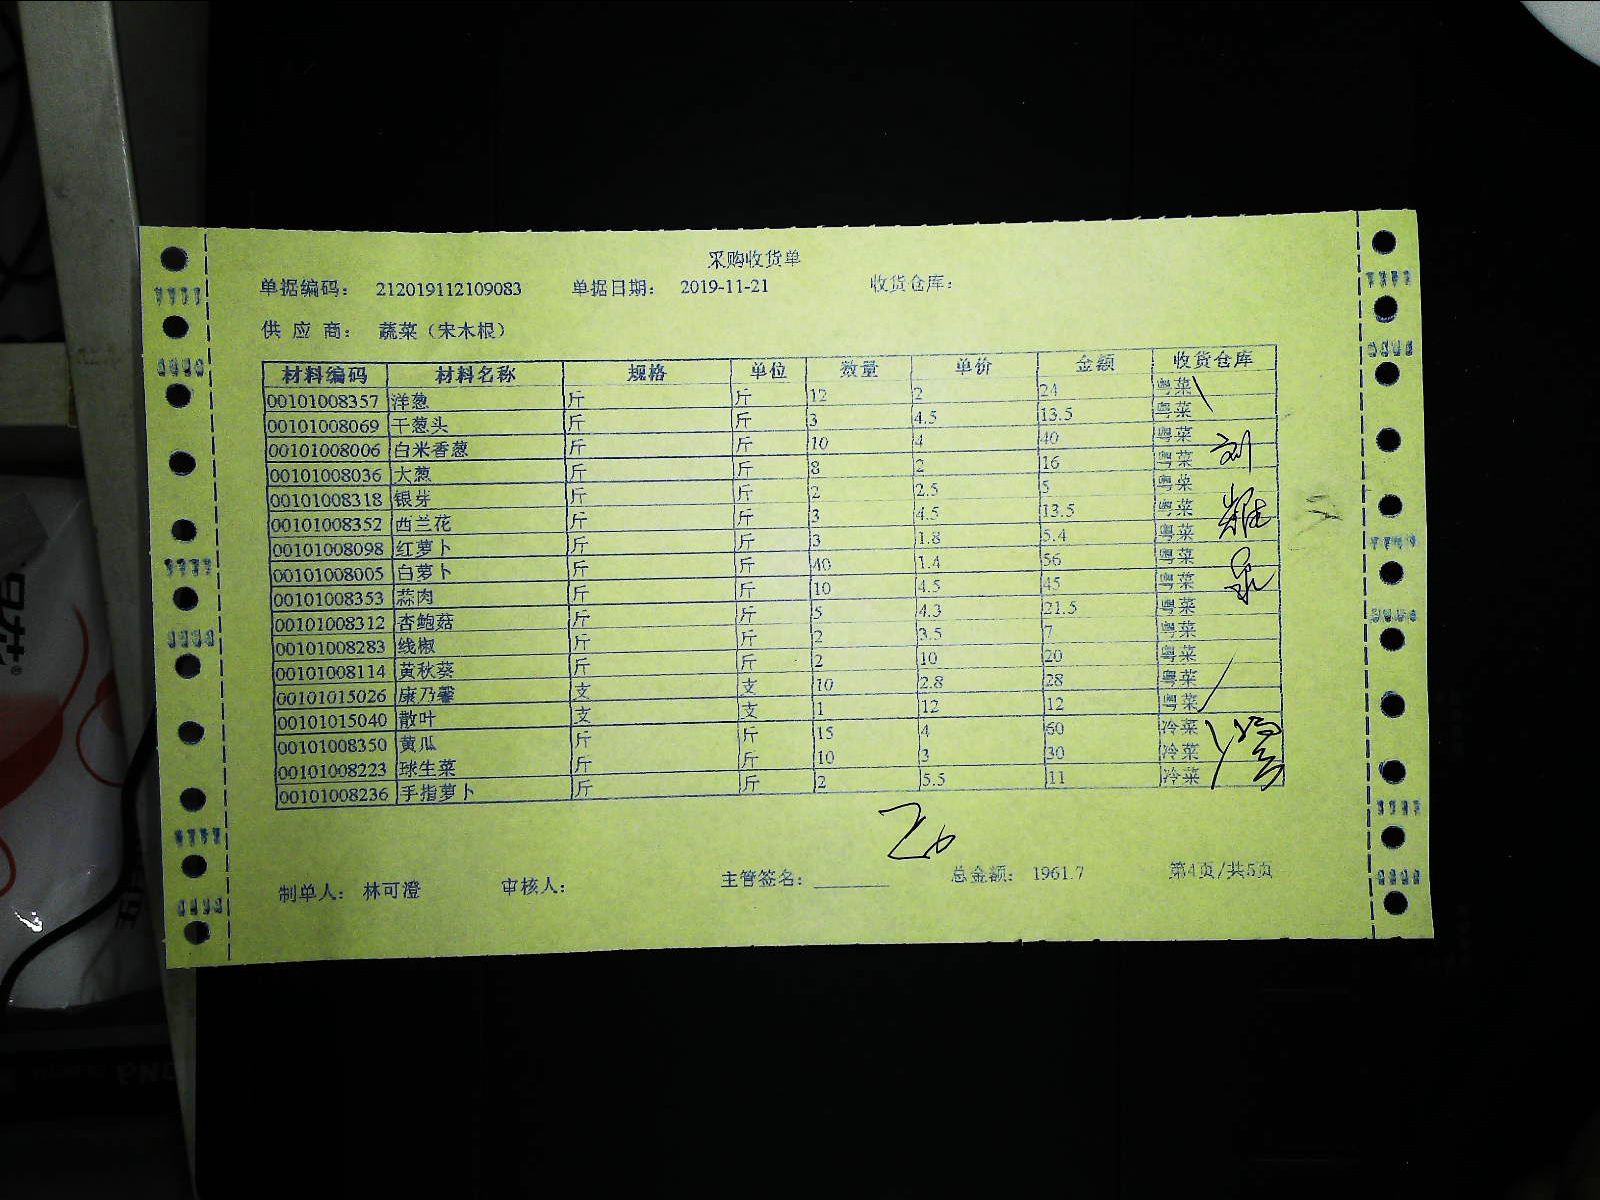 采购收货单
单据编码： 212019112109083 单据日期： 2019-11-21 收货仓库：
供 应 商： 蔬菜（宋木根）
材料编码 材料名称 规格 单位 数量 单价 金额 收货仓库
00101008357 洋葱 斤 斤 12 2 24 粤菜
00101008069 干葱头 斤 斤 3 4.5 13.5 粤菜
00101008006 白米香葱 斤 斤 10 4 40 粤菜
00101008036 大葱 斤 斤 8 2 16 粤菜
00101008318 银芽 斤 斤 2 2.5 5 粤菜
00101008352 西兰花 斤 斤 3 4.5 13.5 粤菜
00101008098 红萝卜 斤 斤 3 1.8 5.4 粤菜
00101008005 白萝卜 斤 斤 40 1.4 56 粤菜
00101008353 蒜肉 斤 斤 10 4.5 45 粤菜
00101008312 杏鲍菇 斤 斤 5 4.3 21.5 粤菜
00101008283 线椒 斤 斤 2 3.5 7 粤菜
00101008114 黄秋葵 斤 斤 2 10 20 粤菜
00101015026 康乃馨 支 支 10 2.8 28 粤菜
00101015040 散叶 支 支 1 12 12 粤菜
00101008350 黄瓜 斤 斤 15 4 60 冷菜
00101008223 球生菜 斤 斤 10 3 30 冷菜
00101008236 手指萝卜 斤 斤 2 5.5 11 冷菜
制单人： 林可澄 审核人： 主管签名： 总金额： 1961.7 第4页/共5页